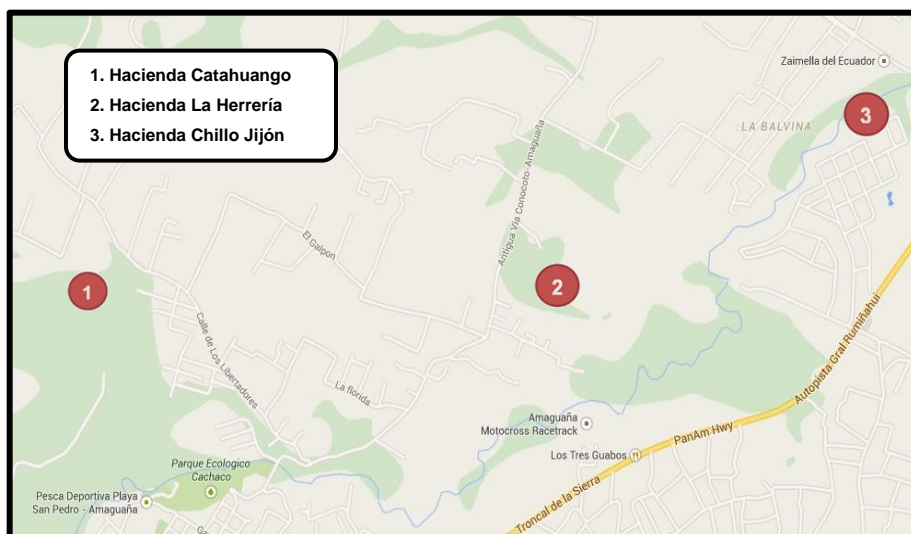 1. Hacienda Catahuango
2. Hacienda La Herrería
3. Hacienda Chillo Jijón
Zaimella del Ecuador
3
LA BALVINA
Antigua Via Conocoto-Amaguaña
El Galpon
1
2
Calle de Los Libertadores
La florida
Autopista Gral Rumiñahui
Amaguaña
Motocross Racetrack
PanAm Hwy
Los Tres Guabos
Parque Ecologico
Cachaco
Pesca Deportiva Playa
San Pedro - Amaguaña
Troncal de la Sierra